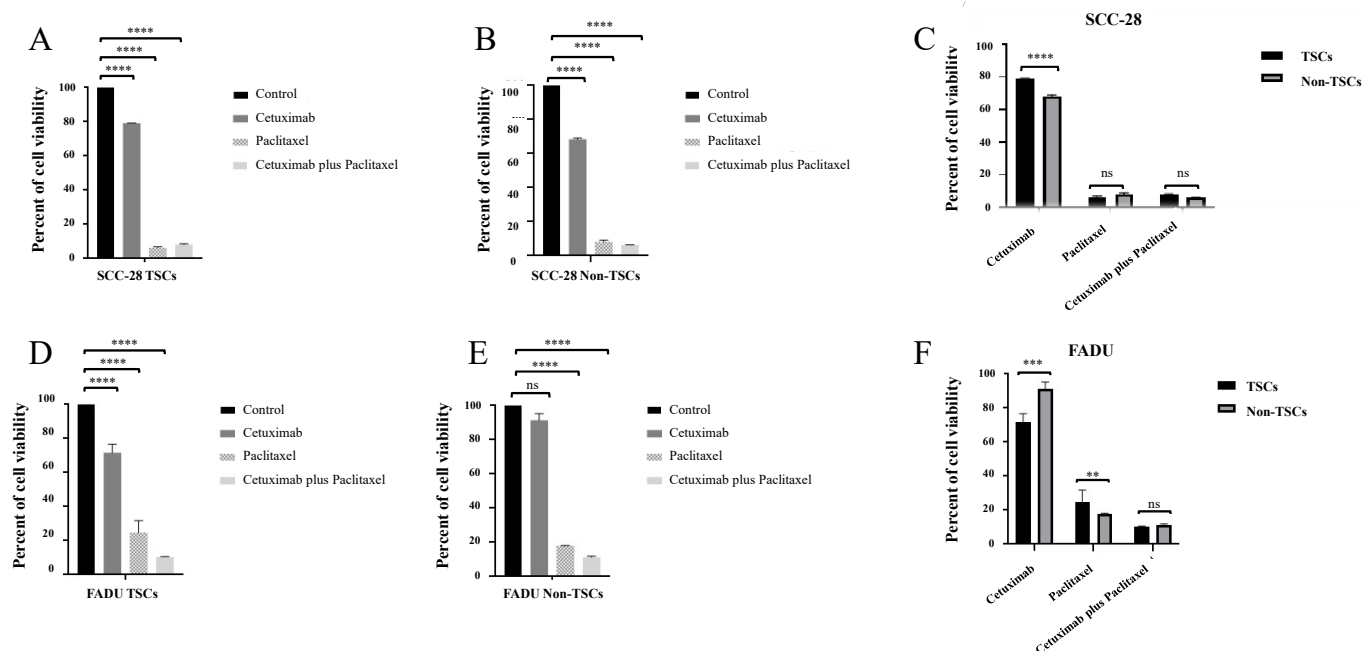 A
****
****
****
Percent of cell viability
100
80
60
40
20
0
SCC-28 TSCs
Control
Cetuximab
Paclitaxel
Cetuximab plus Paclitaxel
B
****
****
****
Percent of cell viability
100
80
60
40
20
0
SCC-28 Non-TSCs
Control
Cetuximab
Paclitaxel
Cetuximab plus Paclitaxel
C
SCC-28
Percent of cell viability
100
80
60
40
20
0
****
ns
ns
Cetuximab
Paclitaxel
Cetuximab plus Paclitaxel
TSCs
Non-TSCs
D
****
****
****
Percent of cell viability
100
80
60
40
20
0
FADU TSCs
Control
Cetuximab
Paclitaxel
Cetuximab plus Paclitaxel
E
****
****
ns
Percent of cell viability
100
80
60
40
20
0
FADU Non-TSCs
Control
Cetuximab
Paclitaxel
Cetuximab plus Paclitaxel
F
FADU
Percent of cell viability
100
80
60
40
20
0
***
**
ns
Cetuximab
Paclitaxel
Cetuximab plus Paclitaxel
TSCs
Non-TSCs